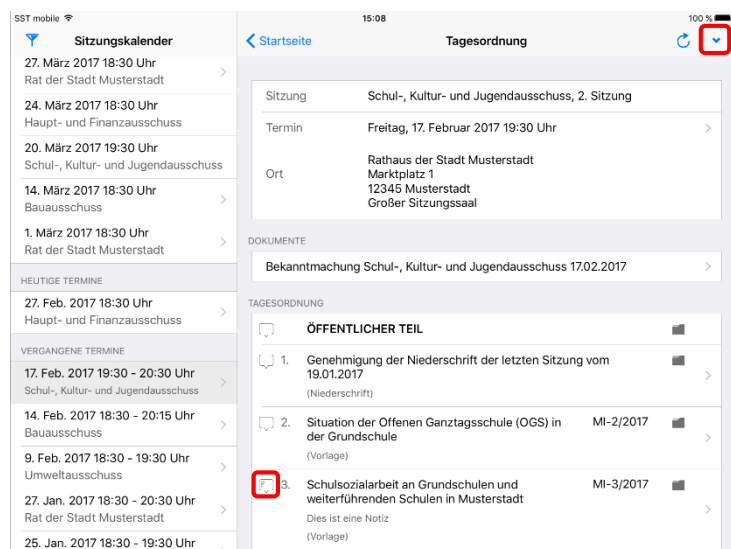 SST mobile
15:08
100 %
Sitzungskalender
27. März 2017 18:30 Uhr
Rat der Stadt Musterstadt
24. März 2017 18:30 Uhr
Haupt- und Finanzausschuss
20. März 2017 19:30 Uhr
Schul-, Kultur- und Jugendausschuss
14. März 2017 18:30 Uhr
Bauausschuss
1. März 2017 18:30 Uhr
Rat der Stadt Musterstadt
HEUTIGE TERMINE
27. Feb. 2017 18:30 Uhr
Haupt- und Finanzausschuss
VERGANGENE TERMINE
17. Feb. 2017 19:30 - 20:30 Uhr
Schul-, Kultur- und Jugendausschuss
14. Feb. 2017 18:30 - 20:15 Uhr
Bauausschuss
9. Feb. 2017 18:30 - 19:30 Uhr
Umweltausschuss
27. Jan. 2017 18:30 - 20:30 Uhr
Rat der Stadt Musterstadt
25. Jan. 2017 18:30 - 19:30 Uhr
Startseite
Tagesordnung
Sitzung Schul-, Kultur- und Jugendausschuss, 2. Sitzung
Termin Freitag, 17. Februar 2017 19:30 Uhr
Ort Rathaus der Stadt Musterstadt
Marktplatz 1
12345 Musterstadt
Großer Sitzungssaal
DOKUMENTE
Bekanntmachung Schul-, Kultur- und Jugendausschuss 17.02.2017
TAGESORDNUNG
ÖFFENTLICHER TEIL
1. Genehmigung der Niederschrift der letzten Sitzung vom
19.01.2017
(Niederschrift)
2. Situation der Offenen Ganztagsschule (OGS) in MI-2/2017
der Grundschule
(Vorlage)
3. Schulsozialarbeit an Grundschulen und MI-3/2017
weiterführenden Schulen in Musterstadt
Dies ist eine Notiz
(Vorlage)